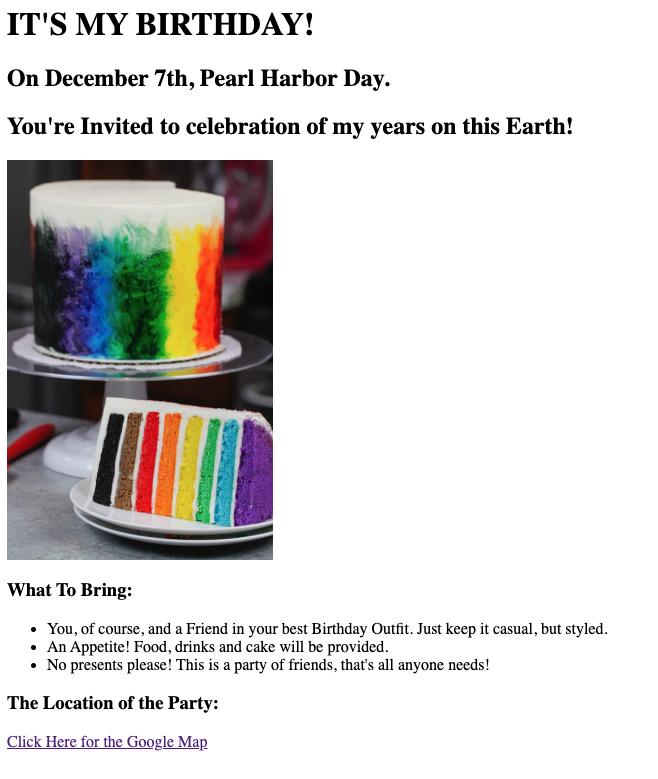 IT'S MY BIRTHDAY!
On December 7th, Pearl Harbor Day.
You're Invited to celebration of my years on this Earth!
What To Bring:
• You, of course, and a Friend in your best Birthday Outfit. Just keep it casual, but styled.
• An Appetite! Food, drinks and cake will be provided.
• No presents please! This is a party of friends, that's all anyone needs!
The Location of the Party:
Click Here for the Google Map